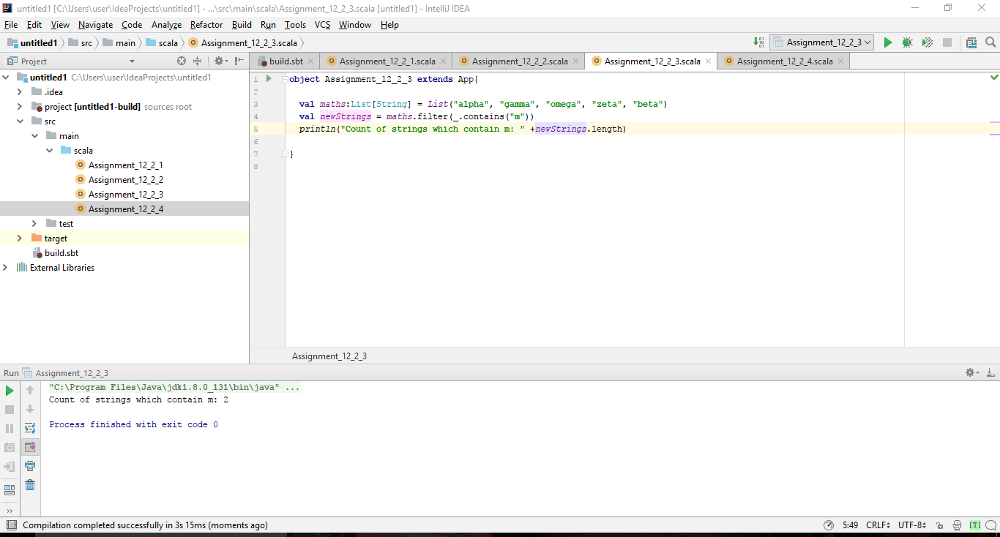 untitled1 [C:\Users\user\IdeaProjects\untitled1] - ...\src\main\scala\Assignment_12_2_3.scala [untitled1] - IntelliJ IDEA
File Edit View Navigate Code Analyze Refactor Build Run Tools VCS Window Help
untitled1 src main scala Assignment_12_2_3.scala Assignment_12_2_3
Project build.sbt Assignment_12_2_1.scala Assignment_12_2_2.scala Assignment_12_2_3.scala Assignment_12_2_4.scala
untitled1 C:\Users\user\IdeaProjects\untitled1
.idea
project [untitled1-build] sources root
src
main
scala
Assignment_12_2_1
Assignment_12_2_2
Assignment_12_2_3
Assignment_12_2_4
test
target
build.sbt
External Libraries
1 object Assignment_12_2_3 extends App{
2
3 val maths:List[String] = List("alpha", "gamma", "omega", "zeta", "beta")
4 val newStrings = maths.filter(_.contains("m"))
5 println("Count of strings which contain m: " +newStrings.length)
6
7 }
8
Assignment_12_2_3
Run Assignment_12_2_3
"C:\Program Files\Java\jdk1.8.0_131\bin\java" ...
Count of strings which contain m: 2
Process finished with exit code 0
Compilation completed successfully in 3s 15ms (moments ago) 5:49 CRLF UTF-8 [T]